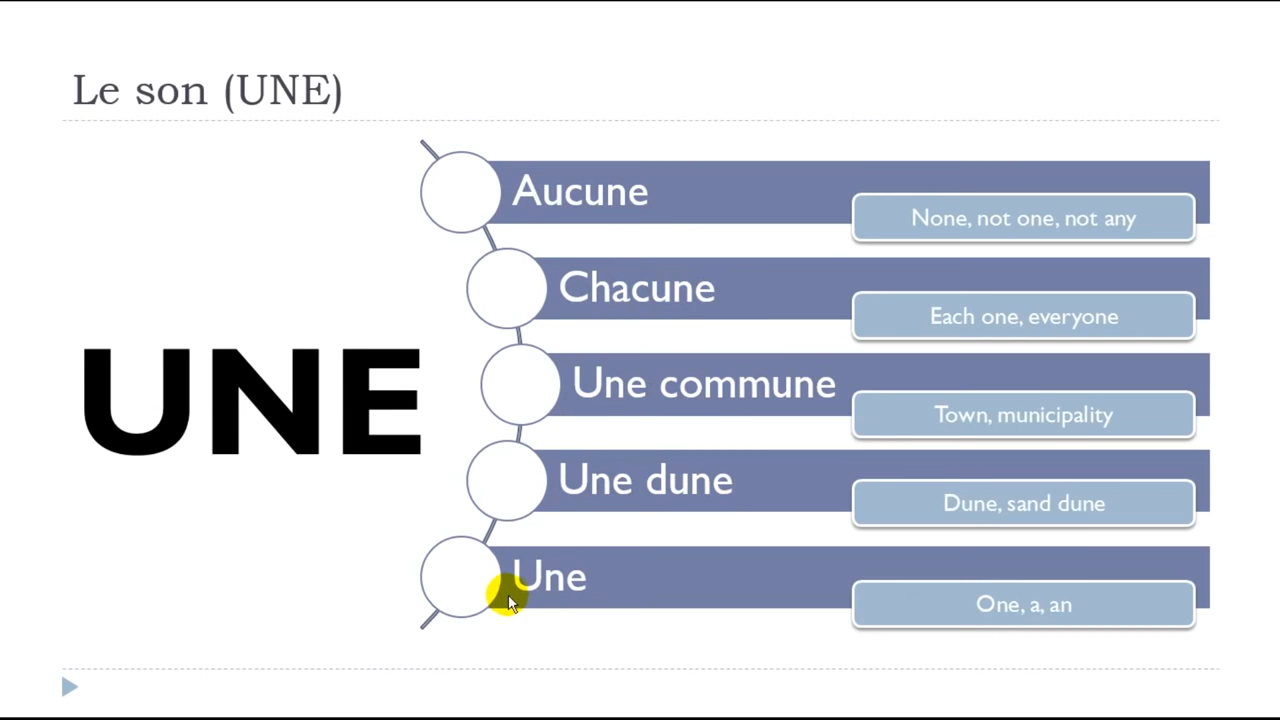 Le son (UNE)
UNE
Aucune
None, not one, not any
Chacune
Each one, everyone
Une commune
Town, municipality
Une dune
Dune, sand dune
Une
One, a, an